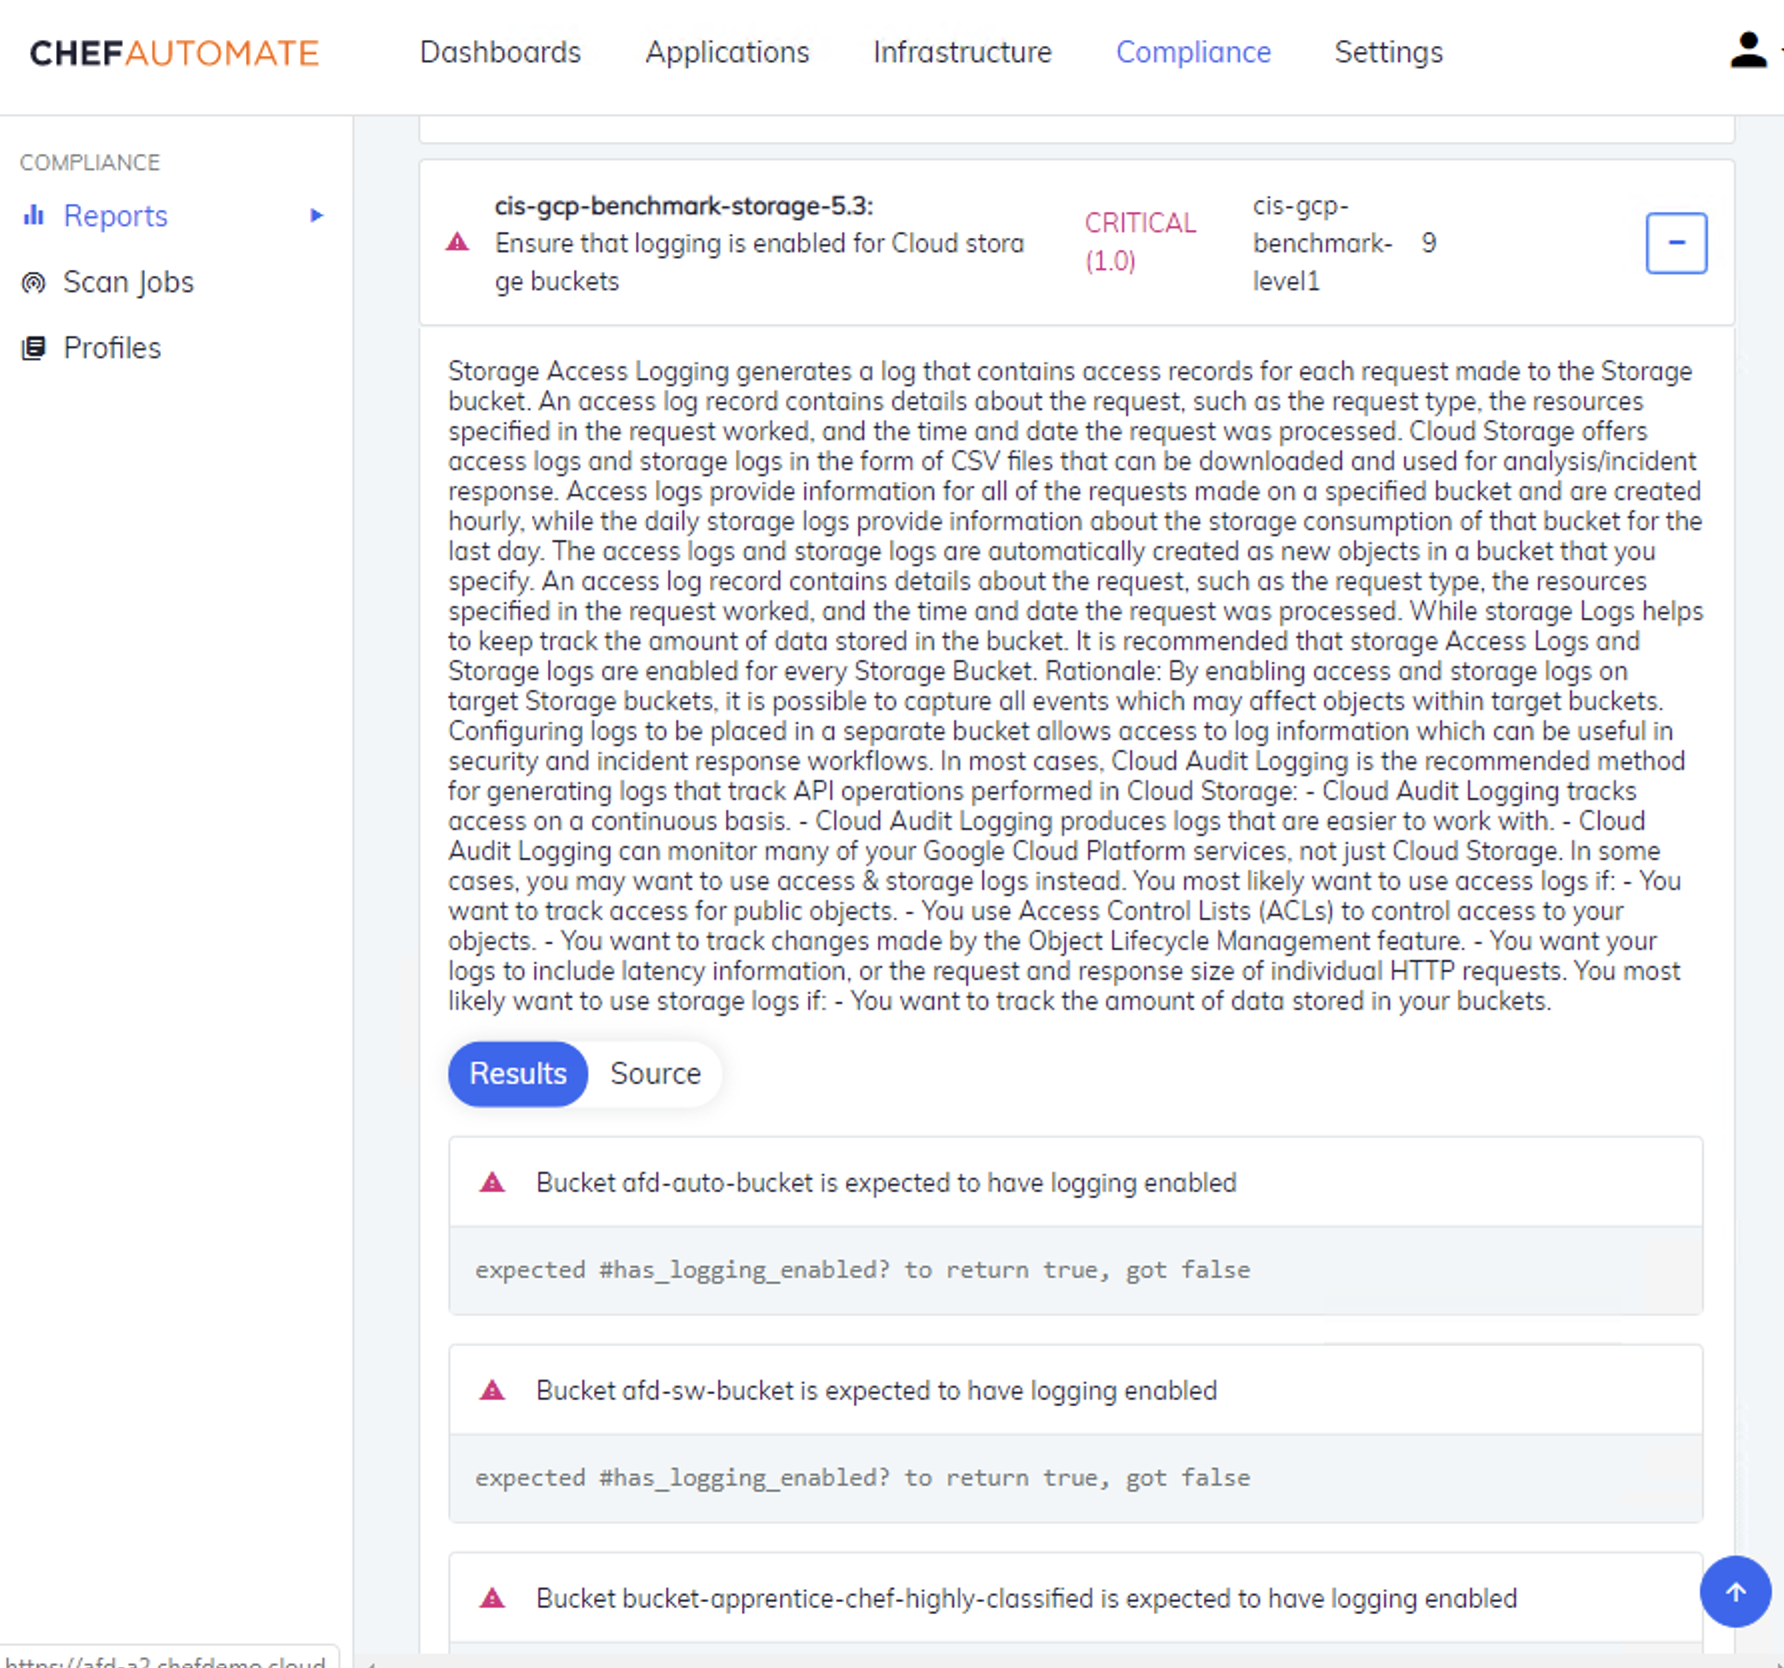 CHEFAUTOMATE
Dashboards
Applications
Infrastructure
Compliance
Settings
COMPLIANCE
Reports
Scan Jobs
Profiles
cis-gcp-benchmark-storage-5.3:
Ensure that logging is enabled for Cloud stora
ge buckets
CRITICAL
(1.0)
cis-gcp-
benchmark-
level1
9
Storage Access Logging generates a log that contains access records for each request made to the Storage
bucket. An access log record contains details about the request, such as the request type, the resources
specified in the request worked, and the time and date the request was processed. Cloud Storage offers
access logs and storage logs in the form of CSV files that can be downloaded and used for analysis/incident
response. Access logs provide information for all of the requests made on a specified bucket and are created
hourly, while the daily storage logs provide information about the storage consumption of that bucket for the
last day. The access logs and storage logs are automatically created as new objects in a bucket that you
specify. An access log record contains details about the request, such as the request type, the resources
specified in the request worked, and the time and date the request was processed. While storage Logs helps
to keep track the amount of data stored in the bucket. It is recommended that storage Access Logs and
Storage logs are enabled for every Storage Bucket. Rationale: By enabling access and storage logs on
target Storage buckets, it is possible to capture all events which may affect objects within target buckets.
Configuring logs to be placed in a separate bucket allows access to log information which can be useful in
security and incident response workflows. In most cases, Cloud Audit Logging is the recommended method
for generating logs that track API operations performed in Cloud Storage: - Cloud Audit Logging tracks
access on a continuous basis. - Cloud Audit Logging produces logs that are easier to work with. - Cloud
Audit Logging can monitor many of your Google Cloud Platform services, not just Cloud Storage. In some
cases, you may want to use access & storage logs instead. You most likely want to use access logs if: - You
want to track access for public objects. - You use Access Control Lists (ACLs) to control access to your
objects. - You want to track changes made by the Object Lifecycle Management feature. - You want your
logs to include latency information, or the request and response size of individual HTTP requests. You most
likely want to use storage logs if: - You want to track the amount of data stored in your buckets.
Results
Source
Bucket afd-auto-bucket is expected to have logging enabled
expected #has_logging_enabled? to return true, got false
Bucket afd-sw-bucket is expected to have logging enabled
expected #has_logging_enabled? to return true, got false
Bucket bucket-apprentice-chef-highly-classified is expected to have logging enabled
https://afd-a2.chefdemo.cloud